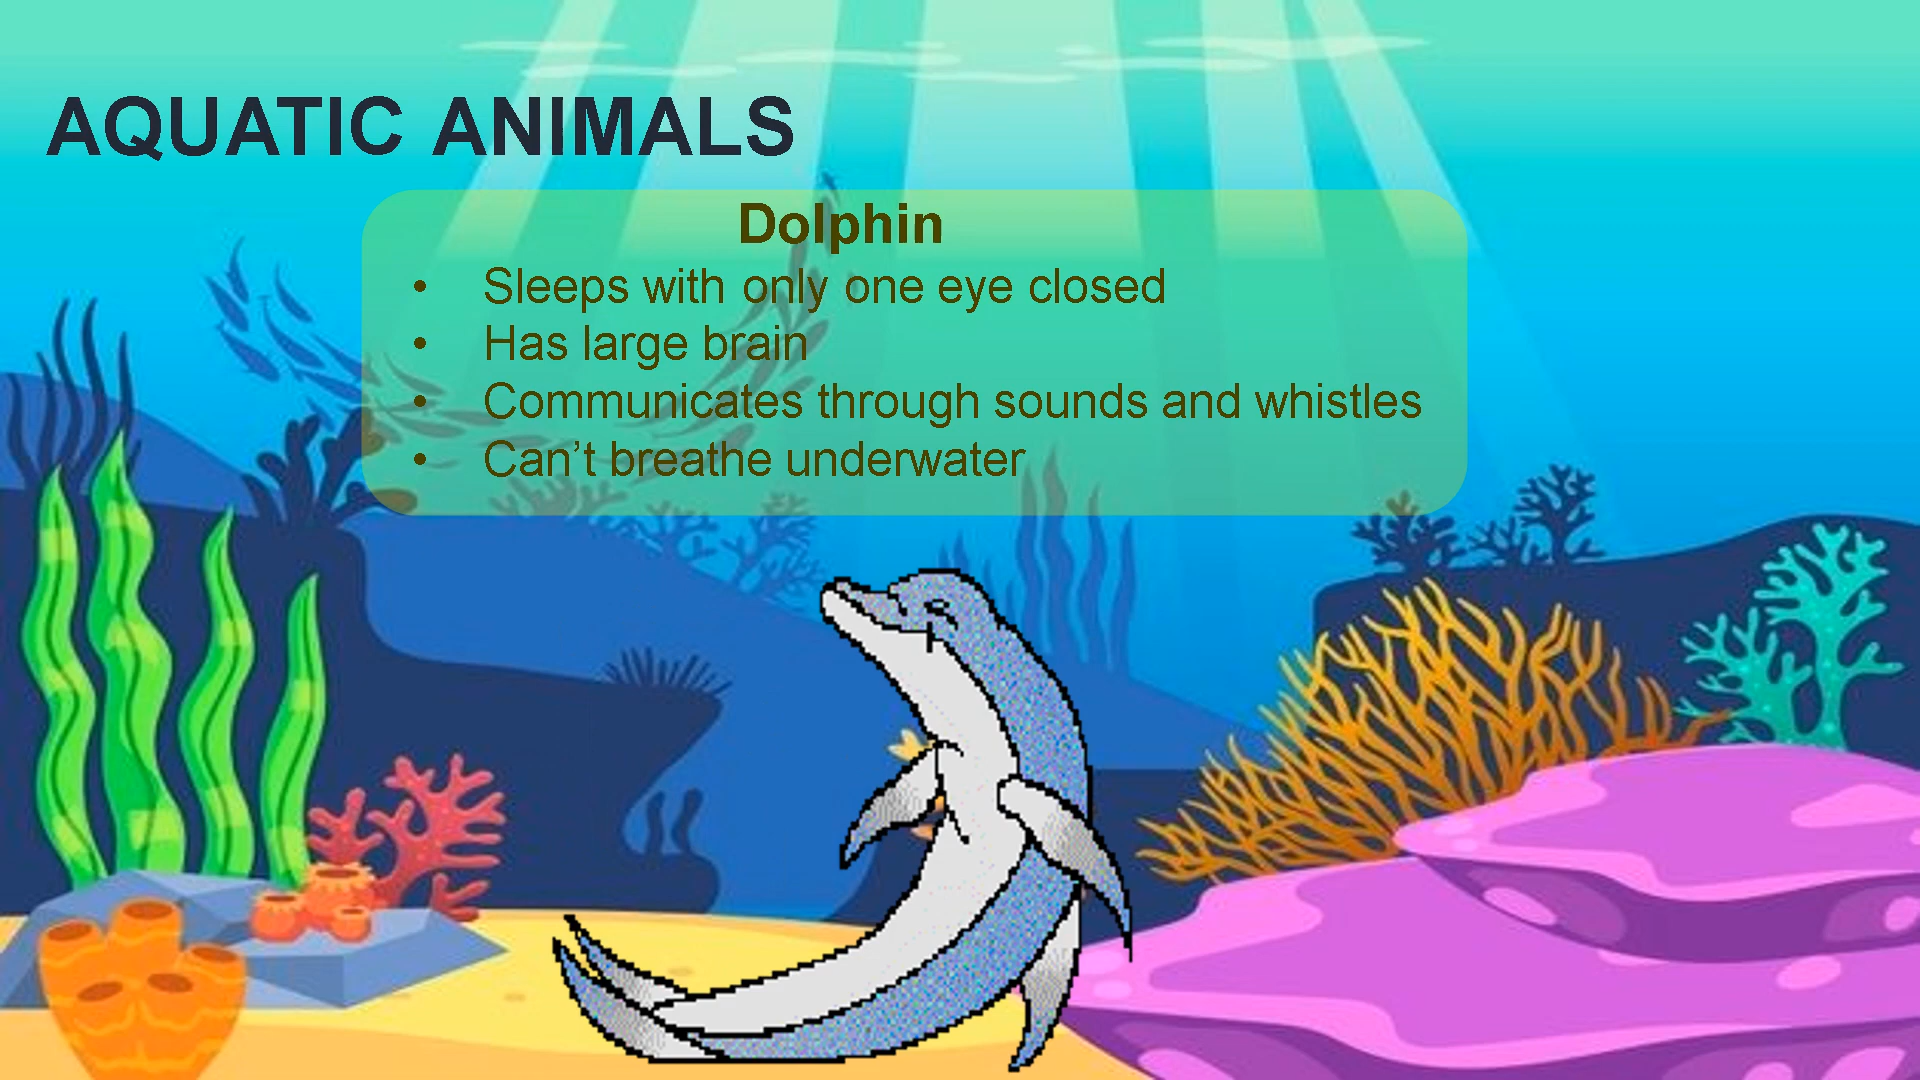 AQUATIC ANIMALS
Dolphin
• Sleeps with only one eye closed
• Has large brain
• Communicates through sounds and whistles
• Can’t breathe underwater